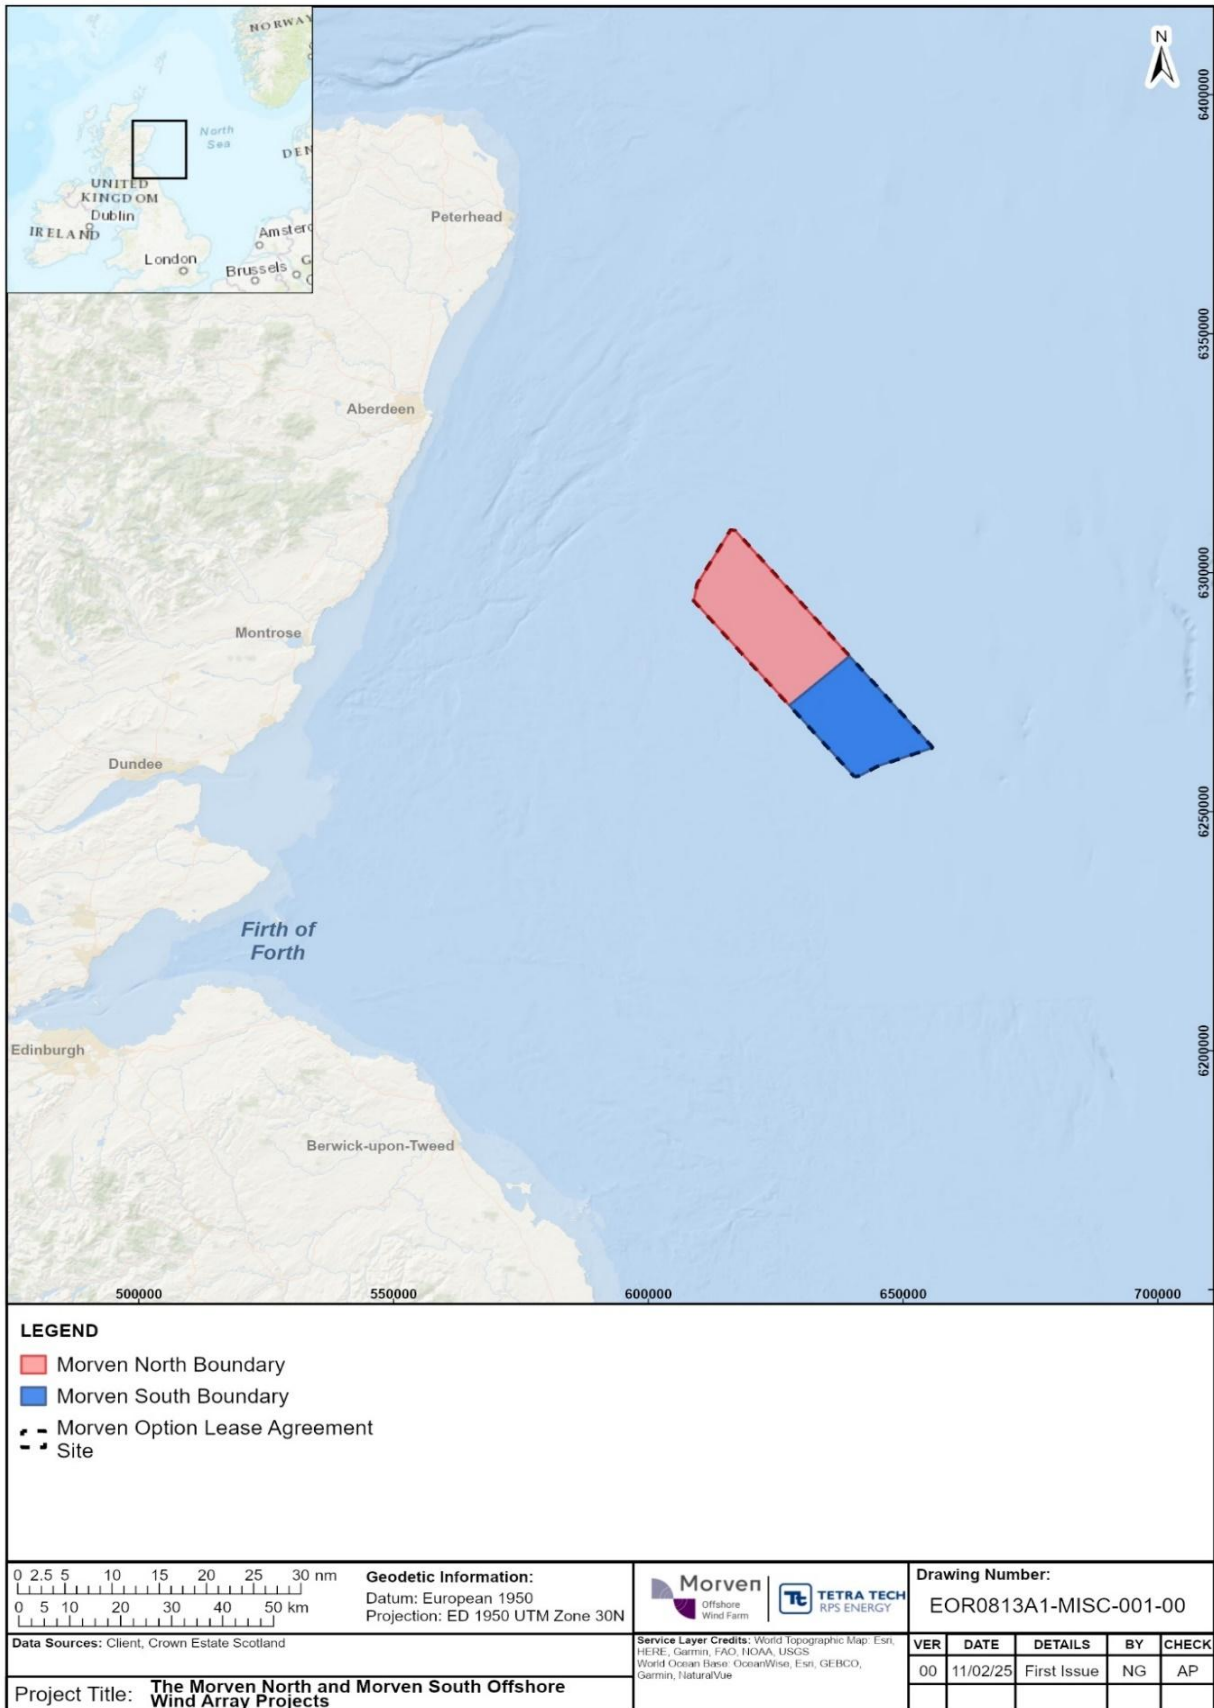 NORWAY
North
Sea
DEN
UNITED
KINGDOM
Dublin
IRELAND
Amsterd
London
Brussels
G
N
Peterhead
Aberdeen
Montrose
Dundee
Firth of
Forth
Edinburgh
Berwick-upon-Tweed
6400000
6350000
6300000
6250000
6200000
500000
550000
600000
650000
700000
LEGEND
Morven North Boundary
Morven South Boundary
Morven Option Lease Agreement
Site
0 2.5 5 10 15 20 25 30 nm
0 5 10 20 30 40 50 km
Geodetic Information:
Datum: European 1950
Projection: ED 1950 UTM Zone 30N
Morven
Offshore
Wind Farm
Tt
TETRA TECH
RPS ENERGY
Drawing Number:
EOR0813A1-MISC-001-00
Data Sources: Client, Crown Estate Scotland
Service Layer Credits: World Topographic Map: Esri,
HERE, Garmin, FAO, NOAA, USGS
World Ocean Base: OceanWise, Esri, GEBCO,
Garmin, NaturalVue
VER DATE DETAILS BY CHECK
00 11/02/25 First Issue NG AP
Project Title: The Morven North and Morven South Offshore
Wind Array Projects